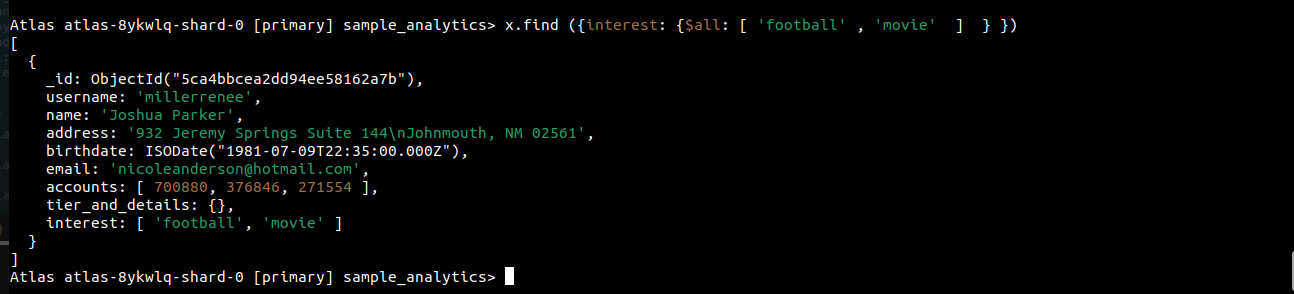 Atlas atlas-8ykwlq-shard-0 [primary] sample_analytics> x.find ({interest: {$all: [ 'football' , 'movie'  ]  } })
[
  {
    _id: ObjectId("5ca4bbcea2dd94ee58162a7b"),
    username: 'millerrenee',
    name: 'Joshua Parker',
    address: '932 Jeremy Springs Suite 144\nJohnmouth, NM 02561',
    birthdate: ISODate("1981-07-09T22:35:00.000Z"),
    email: 'nicoleanderson@hotmail.com',
    accounts: [ 700880, 376846, 271554 ],
    tier_and_details: {},
    interest: [ 'football', 'movie' ]
  }
]
Atlas atlas-8ykwlq-shard-0 [primary] sample_analytics>